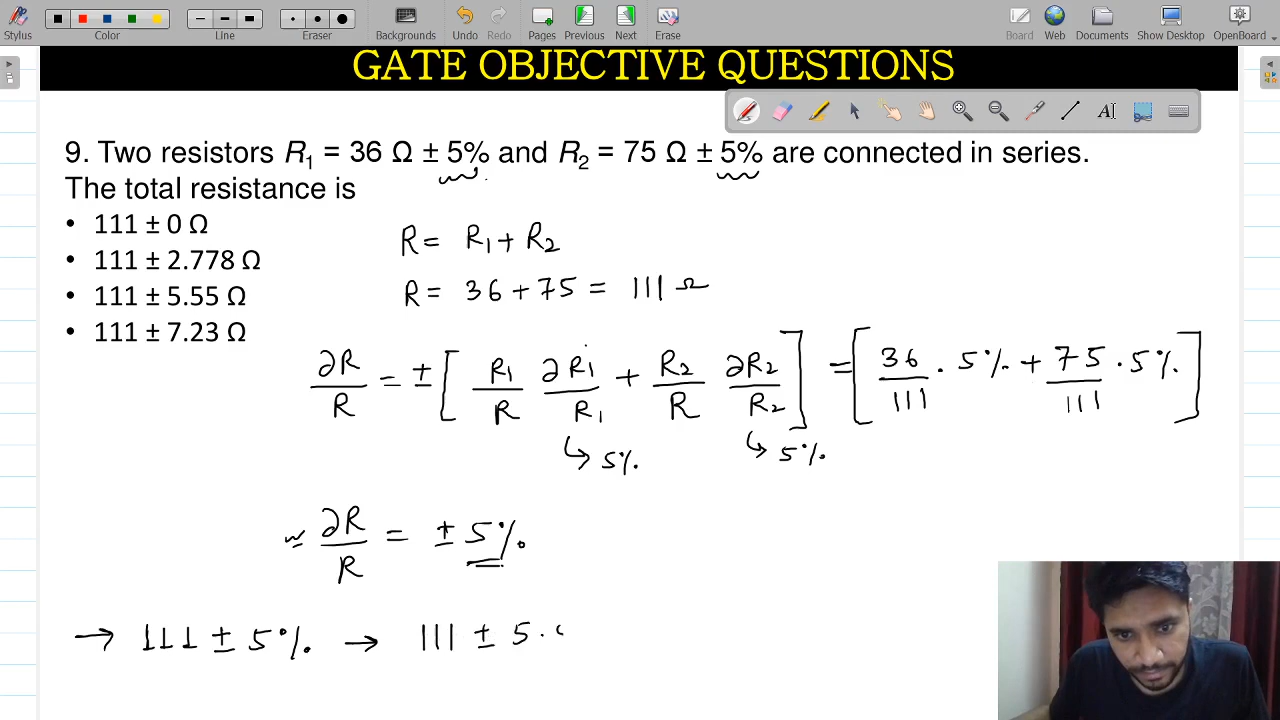 Stylus Color Line Eraser Backgrounds Undo Redo Pages Previous Next Erase Board Web Documents Show Desktop OpenBoard
GATE OBJECTIVE QUESTIONS
9. Two resistors R₁ = 36 Ω ± 5% and R₂ = 75 Ω ± 5% are connected in series.
The total resistance is
• 111 ± 0 Ω
• 111 ± 2.778 Ω
• 111 ± 5.55 Ω
• 111 ± 7.23 Ω
R = R₁ + R₂
R = 36 + 75 = 111 Ω
∂R/R = ± [ R₁/R ∂R₁/R₁ + R₂/R ∂R₂/R₂ ] = [ 36/111 . 5% + 75/111 . 5% ]
↳ 5% ↳ 5%
∂R/R = ± 5%
→ 111 ± 5% → 111 ± 5.